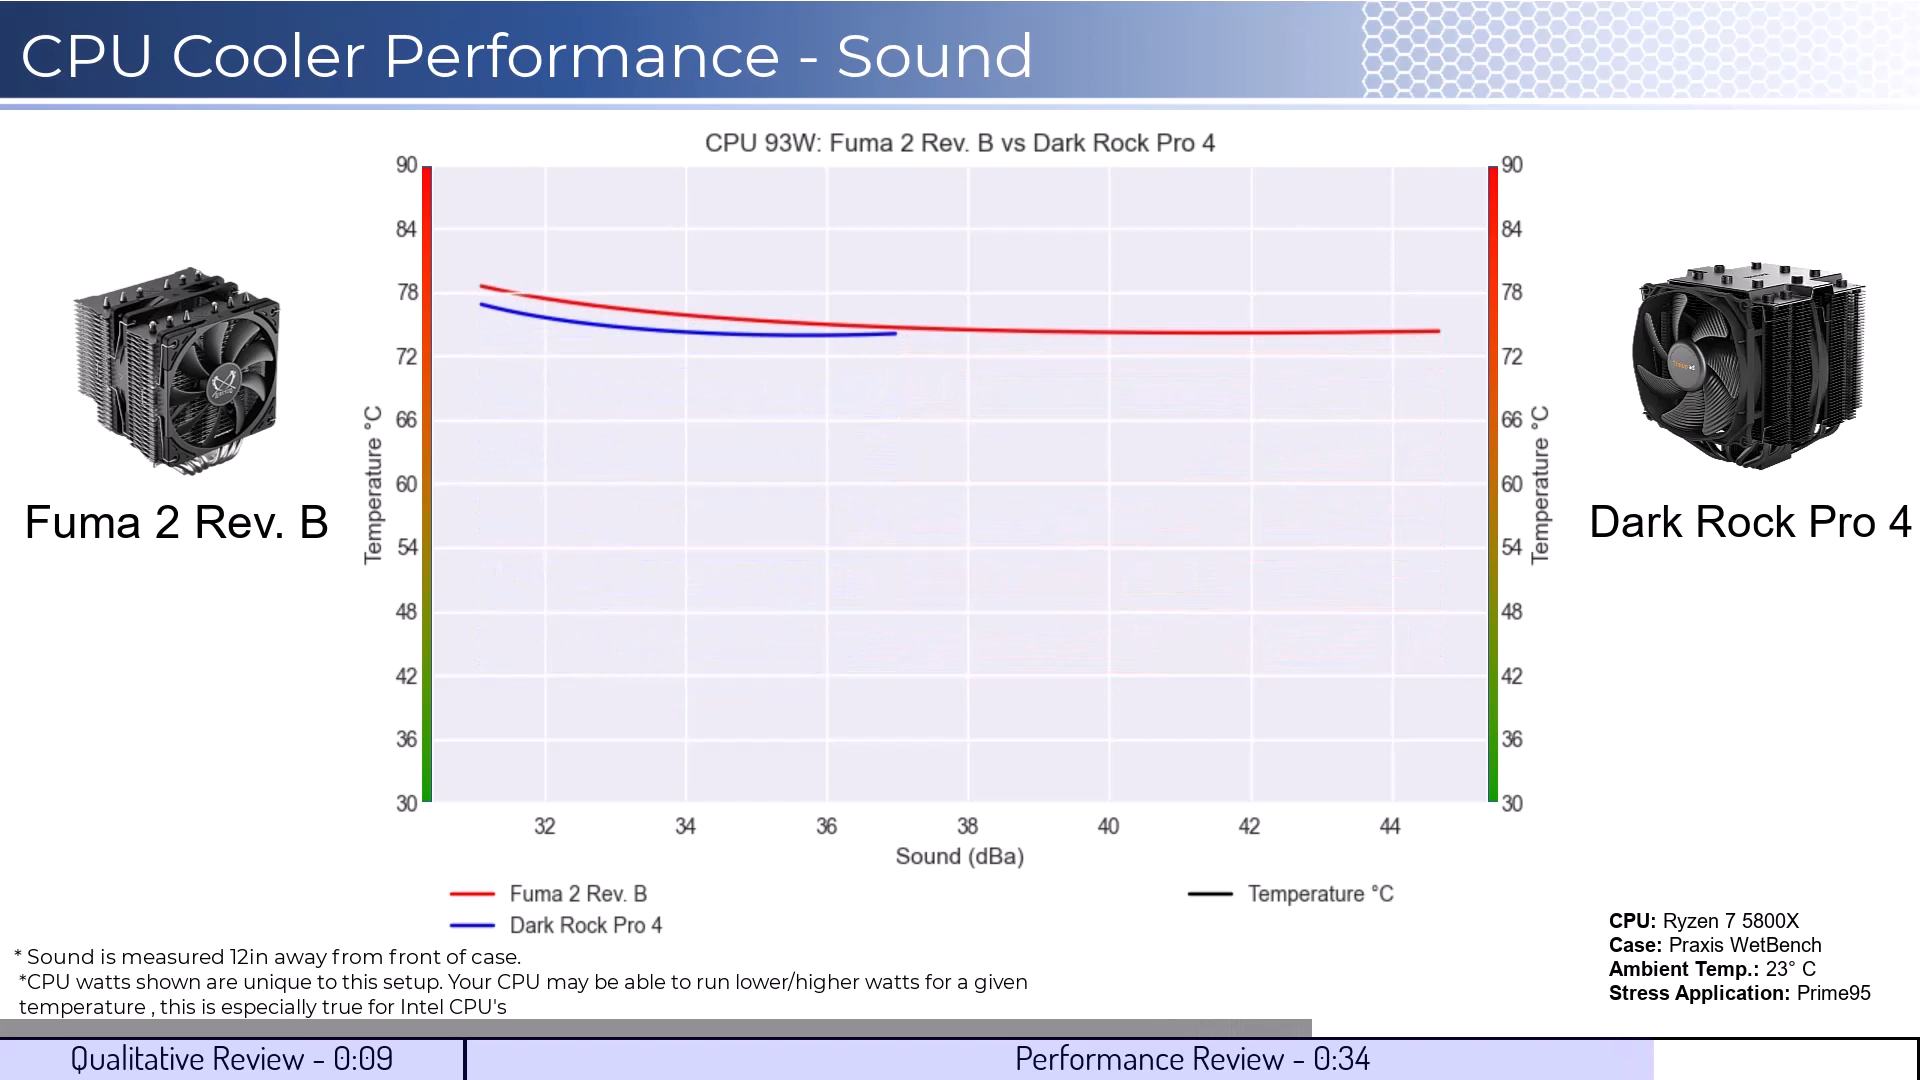 CPU Cooler Performance - Sound
CPU 93W: Fuma 2 Rev. B vs Dark Rock Pro 4
90
84
78
72
66
60
54
48
42
36
30
Temperature °C
90
84
78
72
66
60
54
48
42
36
30
Temperature °C
Fuma 2 Rev. B
Dark Rock Pro 4
32 34 36 38 40 42 44
Sound (dBa)
Fuma 2 Rev. B
Dark Rock Pro 4
Temperature °C
CPU: Ryzen 7 5800X
Case: Praxis WetBench
Ambient Temp.: 23° C
Stress Application: Prime95
* Sound is measured 12in away from front of case.
*CPU watts shown are unique to this setup. Your CPU may be able to run lower/higher watts for a given
temperature , this is especially true for Intel CPU's
Qualitative Review - 0:09
Performance Review - 0:34